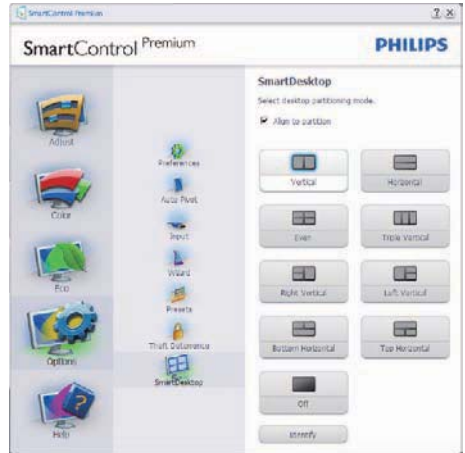 SmartControl Premium
SmartControl Premium
PHILIPS
Adjust
Color
Eco
Options
Help
Preferences
Auto Pivot
Input
Wizard
Presets
Theft Deterrence
SmartDesktop
SmartDesktop
Select desktop partitioning mode.
Align to partition
Vertical
Horizontal
Even
Triple Vertical
Right Vertical
Left Vertical
Bottom Horizontal
Top Horizontal
Off
Identify